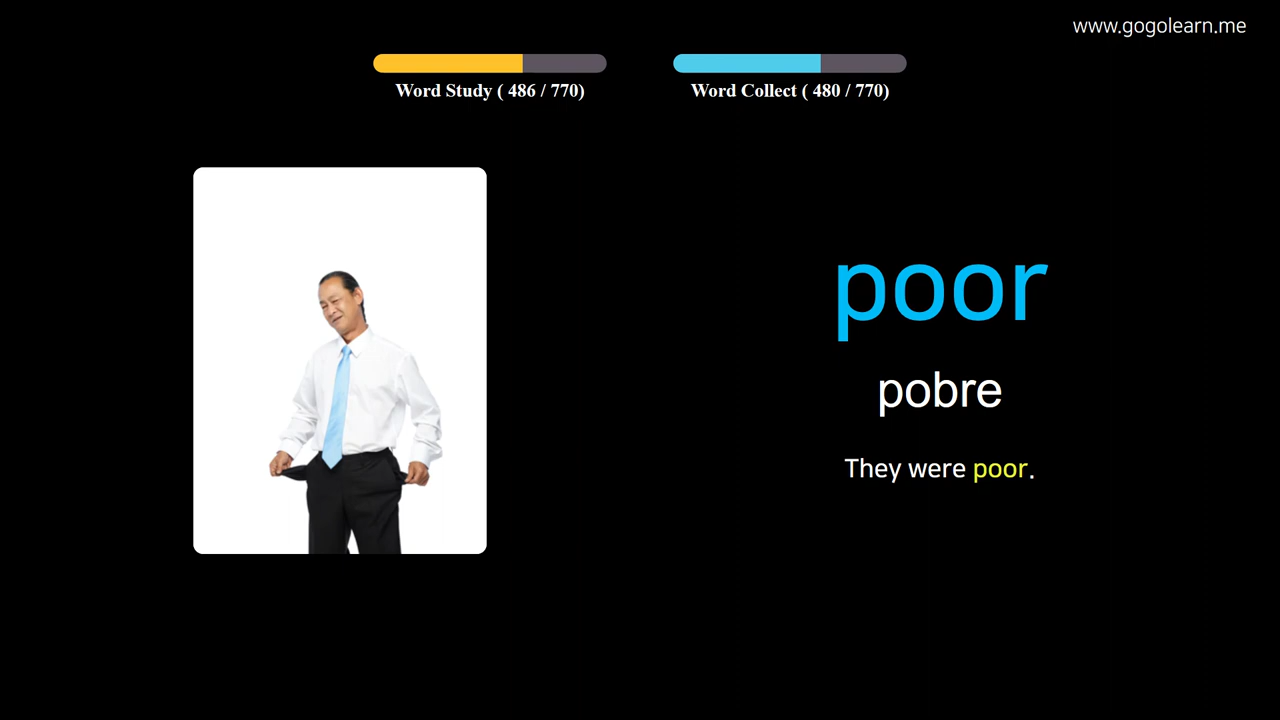 www.gogolearn.me
Word Study ( 486 / 770)
Word Collect ( 480 / 770)
poor
pobre
They were poor.